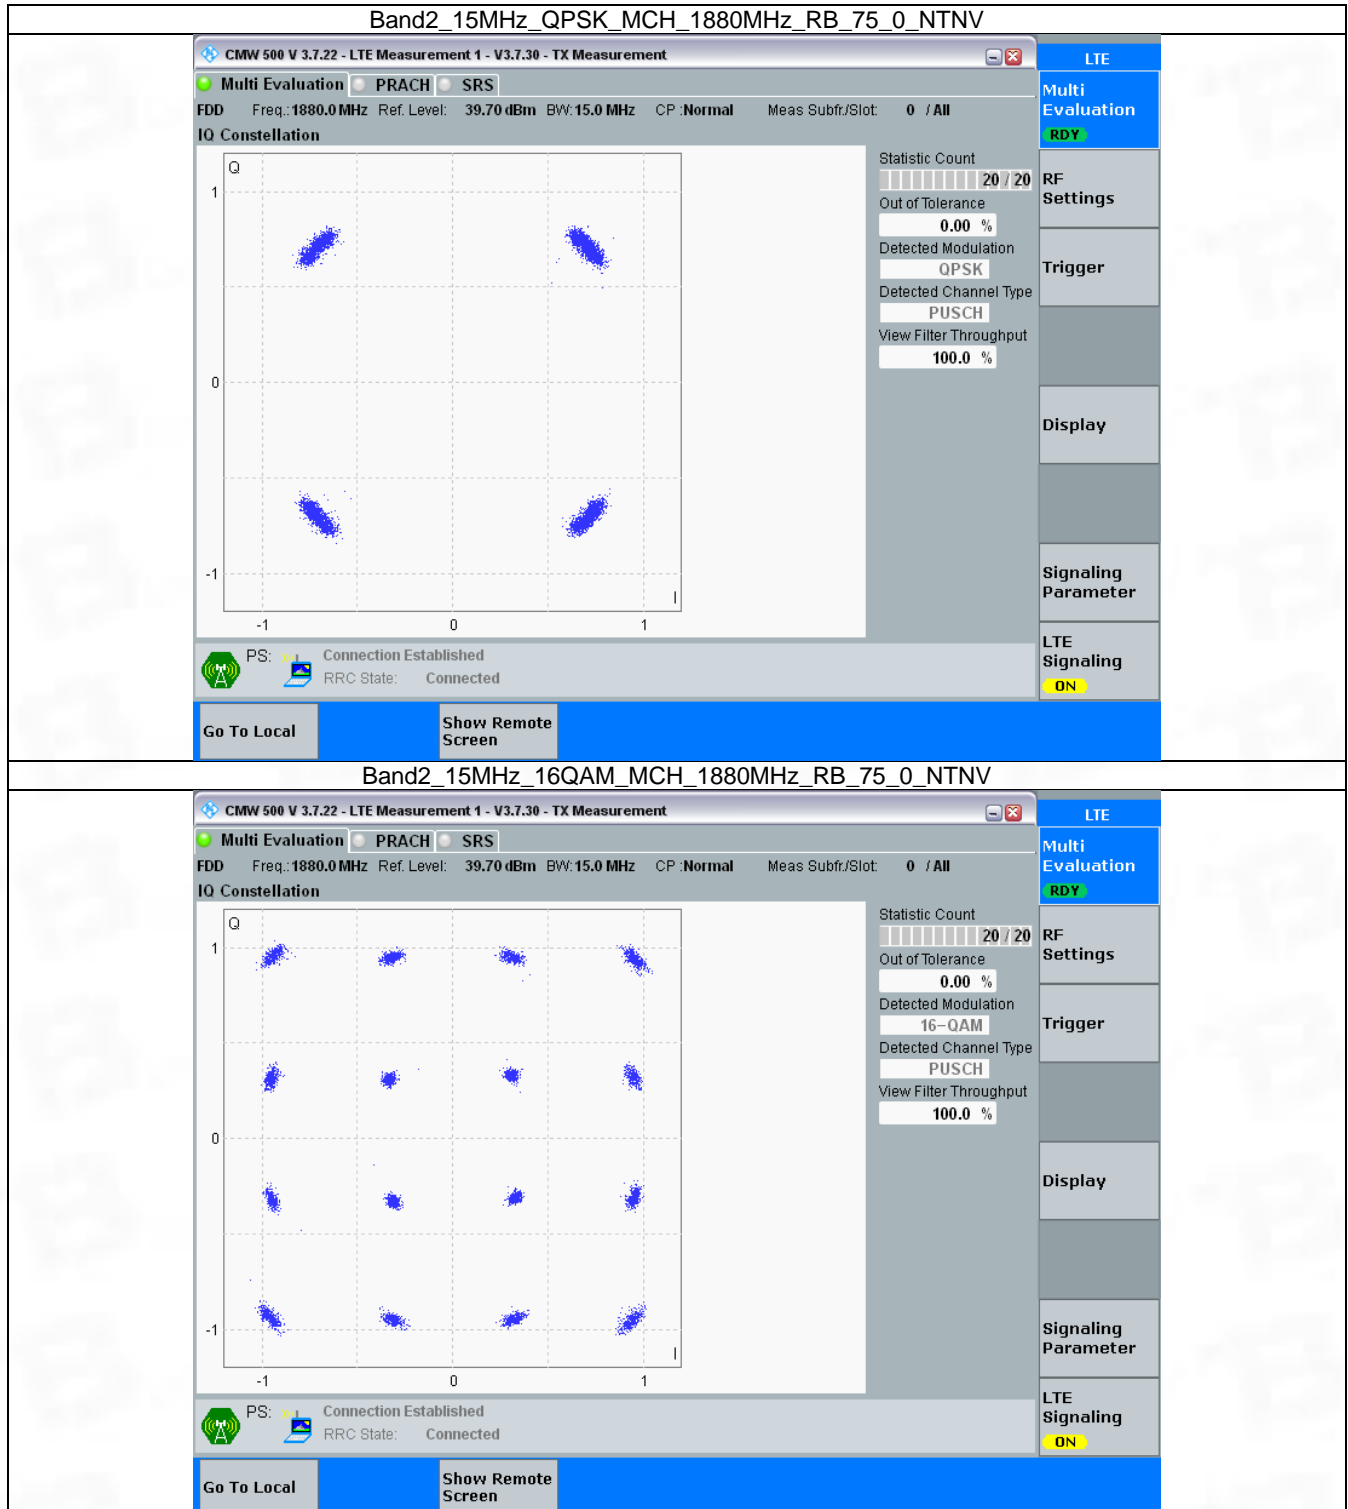 Band2_15MHz_QPSK_MCH_1880MHz_RB_75_0_NTNV
CMW 500 V 3.7.22 - LTE Measurement 1 - V3.7.30 - TX Measurement
LTE
Multi Evaluation PRACH SRS
Multi
Evaluation
RDY
FDD Freq.: 1880.0 MHz Ref. Level: 39.70 dBm BW: 15.0 MHz CP : Normal Meas Subfr./Slot: 0 / All
IQ Constellation
Q
1
0
-1
I
-1 0 1
Statistic Count
20 / 20
Out of Tolerance
0.00 %
Detected Modulation
QPSK
Detected Channel Type
PUSCH
View Filter Throughput
100.0 %
RF
Settings
Trigger
Display
Signaling
Parameter
LTE
Signaling
ON
PS: Connection Established
RRC State: Connected
Go To Local
Show Remote
Screen
Band2_15MHz_16QAM_MCH_1880MHz_RB_75_0_NTNV
CMW 500 V 3.7.22 - LTE Measurement 1 - V3.7.30 - TX Measurement
LTE
Multi Evaluation PRACH SRS
Multi
Evaluation
RDY
FDD Freq.: 1880.0 MHz Ref. Level: 39.70 dBm BW: 15.0 MHz CP : Normal Meas Subfr./Slot: 0 / All
IQ Constellation
Q
1
0
-1
I
-1 0 1
Statistic Count
20 / 20
Out of Tolerance
0.00 %
Detected Modulation
16-QAM
Detected Channel Type
PUSCH
View Filter Throughput
100.0 %
RF
Settings
Trigger
Display
Signaling
Parameter
LTE
Signaling
ON
PS: Connection Established
RRC State: Connected
Go To Local
Show Remote
Screen